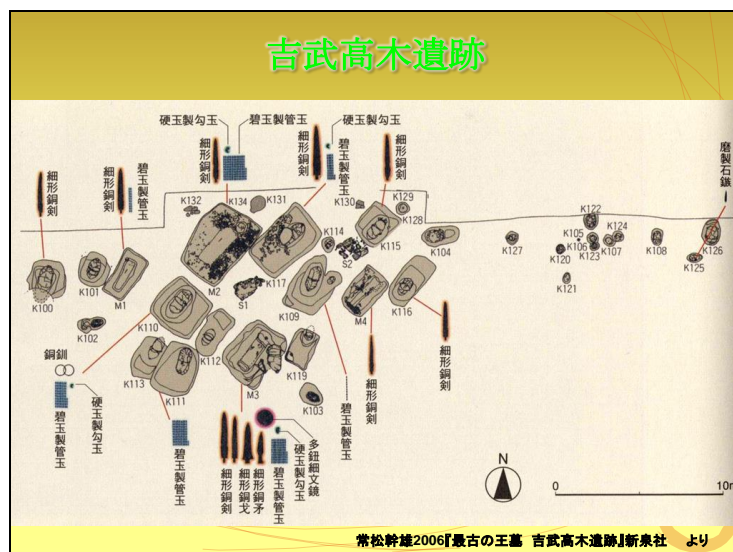 吉武高木遺跡
硬玉製勾玉
碧玉製管玉
硬玉製勾玉
細形銅剣
細形銅剣
碧玉製管玉
細形銅剣
細形銅剣
細形銅剣
碧玉製管玉
磨製石鏃
K132
K134
K131
K130
K129
K128
K122
K114
K115
K104
K127
K105
K124
K106
K107
K123
K120
K108
K126
K125
K121
S2
K100
K101
M1
M2
K117
S1
K109
M4
K116
K102
K110
K112
K113
K111
M3
K119
K103
銅釧
碧玉製管玉
硬玉製勾玉
碧玉製管玉
細形銅剣
細形銅戈
細形銅矛
碧玉製管玉
硬玉製勾玉
多鈕細文鏡
碧玉製管玉
細形銅剣
細形銅剣
N
0
10m
常松幹雄2006『最古の王墓 吉武高木遺跡』新泉社 より